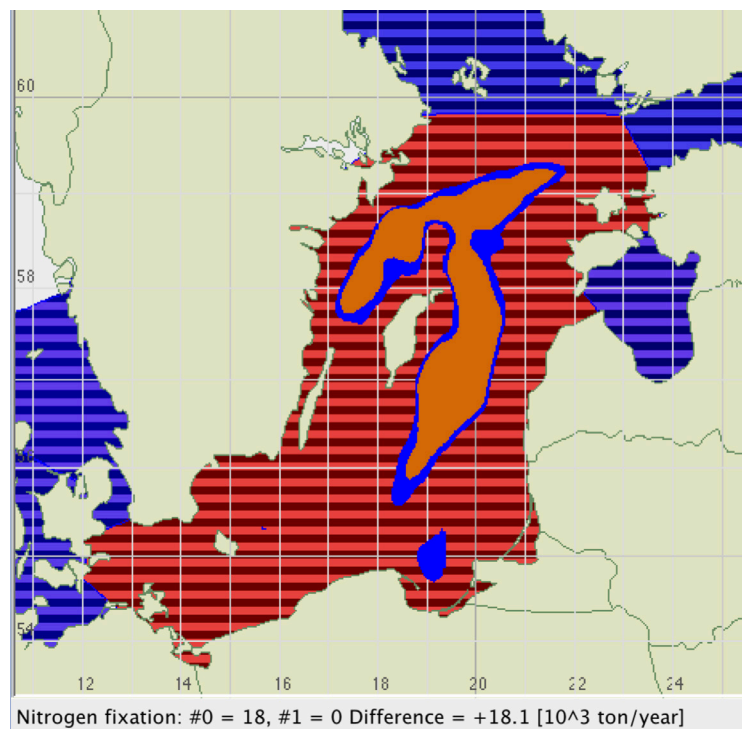 60
58
54
12 14 16 18 20 22 24
Nitrogen fixation: #0 = 18, #1 = 0 Difference = +18.1 [10^3 ton/year]